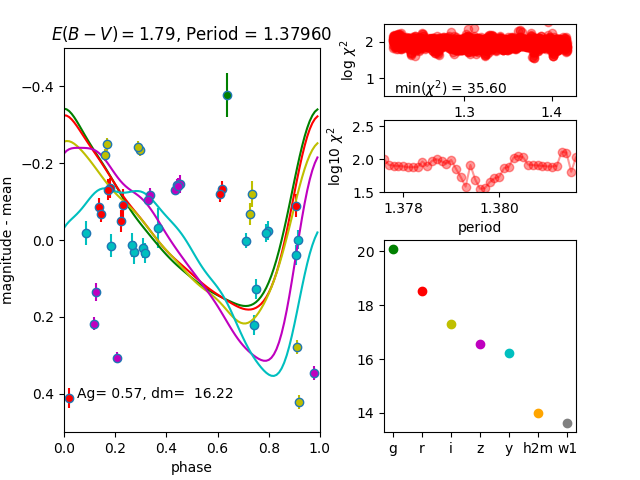 E(B − V) = 1.79, Period = 1.37960
magnitude - mean
−0.4
−0.2
0.0
0.2
0.4
Ag= 0.57, dm= 16.22
0.0 0.2 0.4 0.6 0.8 1.0
phase
log χ²
2
1
min(χ²) = 35.60
1.3 1.4
log10 χ²
2.5
2.0
1.5
1.378 1.380
period
20
18
16
14
g r i z y h2m w1